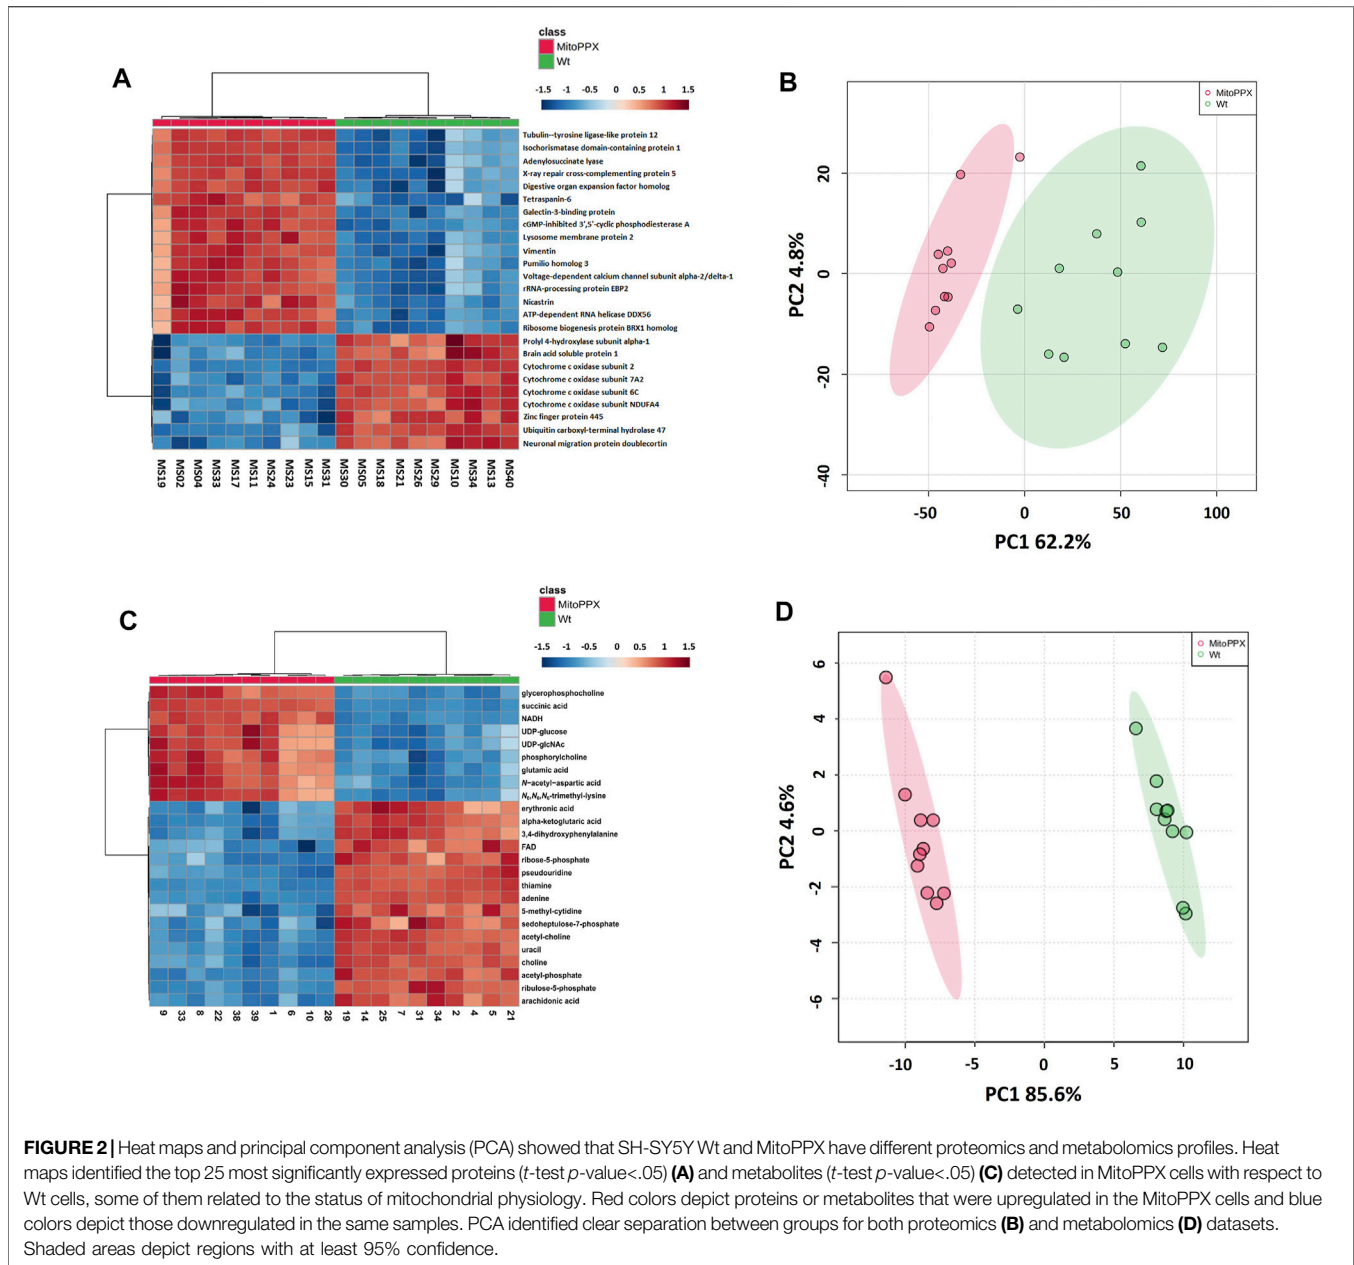 A
class
MitoPPX
Wt
-1.5 -1 -0.5 0 0.5 1 1.5
Tubulin--tyrosine ligase-like protein 12
Isochorismatase domain-containing protein 1
Adenylosuccinate lyase
X-ray repair cross-complementing protein 5
Digestive organ expansion factor homolog
Tetraspanin-6
Galectin-3-binding protein
cGMP-inhibited 3',5'-cyclic phosphodiesterase A
Lysosome membrane protein 2
Vimentin
Pumilio homolog 3
Voltage-dependent calcium channel subunit alpha-2/delta-1
rRNA-processing protein EBP2
Nicastrin
ATP-dependent RNA helicase DDX56
Ribosome biogenesis protein BRX1 homolog
Prolyl 4-hydroxylase subunit alpha-1
Brain acid soluble protein 1
Cytochrome c oxidase subunit 2
Cytochrome c oxidase subunit 7A2
Cytochrome c oxidase subunit 6C
Cytochrome c oxidase subunit NDUFA4
Zinc finger protein 445
Ubiquitin carboxyl-terminal hydrolase 47
Neuronal migration protein doublecortin
MS19 MS02 MS04 MS33 MS17 MS11 MS24 MS23 MS15 MS31 MS30 MS05 MS18 MS21 MS26 MS29 MS10 MS34 MS13 MS40
B
MitoPPX
Wt
PC2 4.8%
20
0
-20
-40
-50 0 50 100
PC1 62.2%
C
class
MitoPPX
Wt
-1.5 -1 -0.5 0 0.5 1 1.5
glycerophosphocholine
succinic acid
NADH
UDP-glucose
UDP-glcNAc
phosphorylcholine
glutamic acid
N-acetyl-aspartic acid
N₆,N₆,N₆-trimethyl-lysine
erythronic acid
alpha-ketoglutaric acid
3,4-dihydroxyphenylalanine
FAD
ribose-5-phosphate
pseudouridine
thiamine
adenine
5-methyl-cytidine
sedoheptulose-7-phosphate
acetyl-choline
uracil
choline
acetyl-phosphate
ribulose-5-phosphate
arachidonic acid
9 33 8 22 38 39 1 6 10 28 19 14 25 7 31 34 2 4 5 21
D
MitoPPX
Wt
PC2 4.6%
6
4
2
0
-2
-4
-6
-10 -5 0 5 10
PC1 85.6%
FIGURE 2 | Heat maps and principal component analysis (PCA) showed that SH-SY5Y Wt and MitoPPX have different proteomics and metabolomics profiles. Heat
maps identified the top 25 most significantly expressed proteins (t-test p-value<.05) (A) and metabolites (t-test p-value<.05) (C) detected in MitoPPX cells with respect to
Wt cells, some of them related to the status of mitochondrial physiology. Red colors depict proteins or metabolites that were upregulated in the MitoPPX cells and blue
colors depict those downregulated in the same samples. PCA identified clear separation between groups for both proteomics (B) and metabolomics (D) datasets.
Shaded areas depict regions with at least 95% confidence.